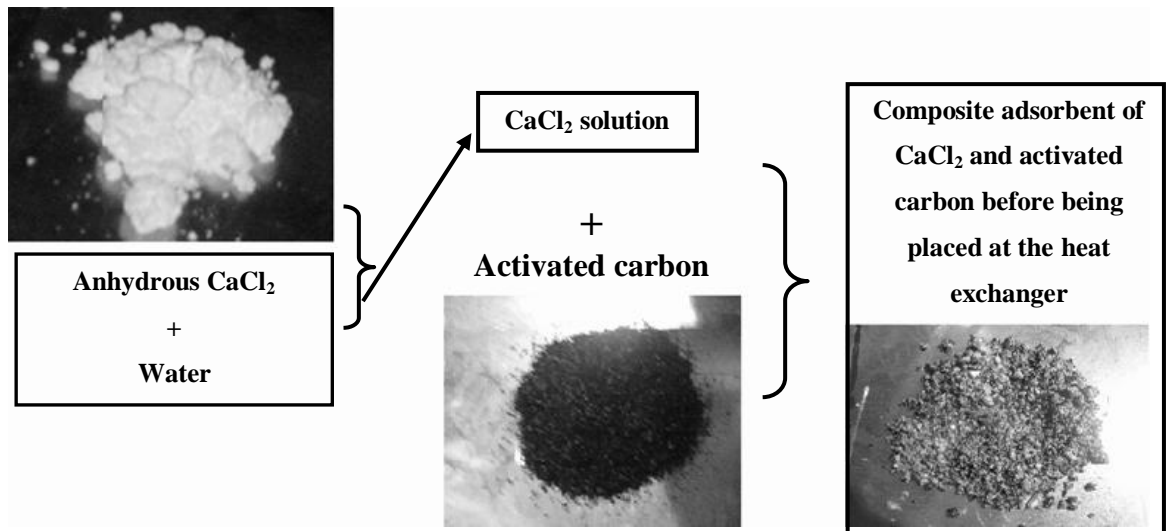 Anhydrous CaCl₂
+
Water
CaCl₂ solution
+
Activated carbon
Composite adsorbent of
CaCl₂ and activated
carbon before being
placed at the heat
exchanger